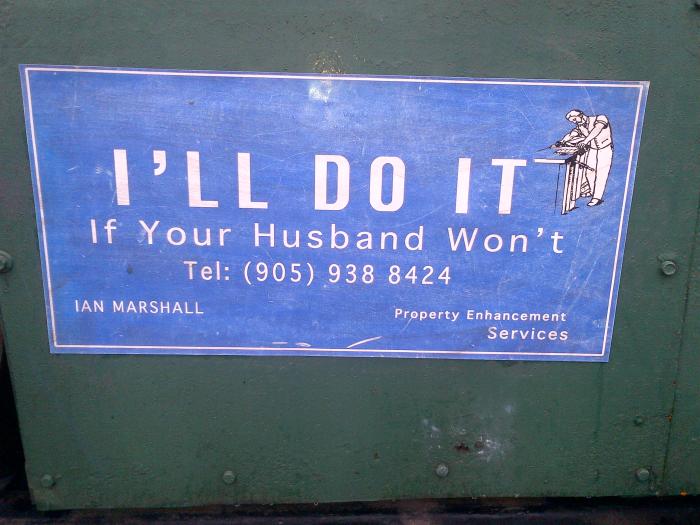 I'LL DO IT
If Your Husband Won't
Tel: (905) 938 8424
IAN MARSHALL
Property Enhancement
Services